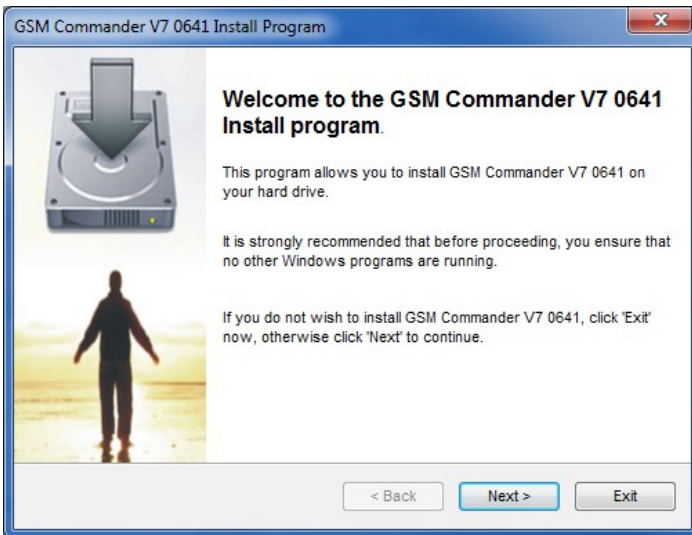 GSM Commander V7 0641 Install Program
Welcome to the GSM Commander V7 0641
Install program.
This program allows you to install GSM Commander V7 0641 on
your hard drive.
It is strongly recommended that before proceeding, you ensure that
no other Windows programs are running.
If you do not wish to install GSM Commander V7 0641, click 'Exit'
now, otherwise click 'Next' to continue.
< Back
Next >
Exit